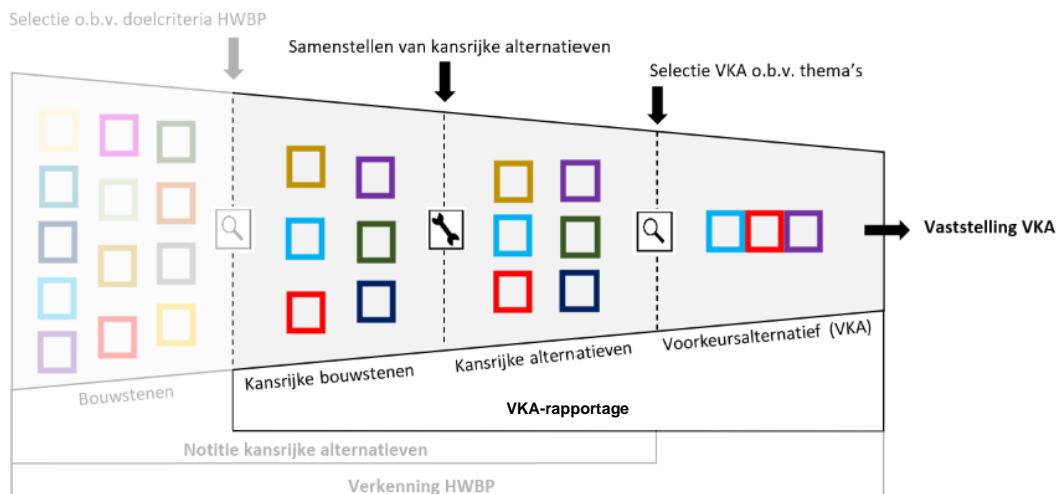 Selectie o.b.v. doelcriteria HWBP
Samenstellen van kansrijke alternatieven
Selectie VKA o.b.v. thema's
Vaststelling VKA
Bouwstenen
Kansrijke bouwstenen
Kansrijke alternatieven
Voorkeursalternatief (VKA)
VKA-rapportage
Notitie kansrijke alternatieven
Verkenning HWBP